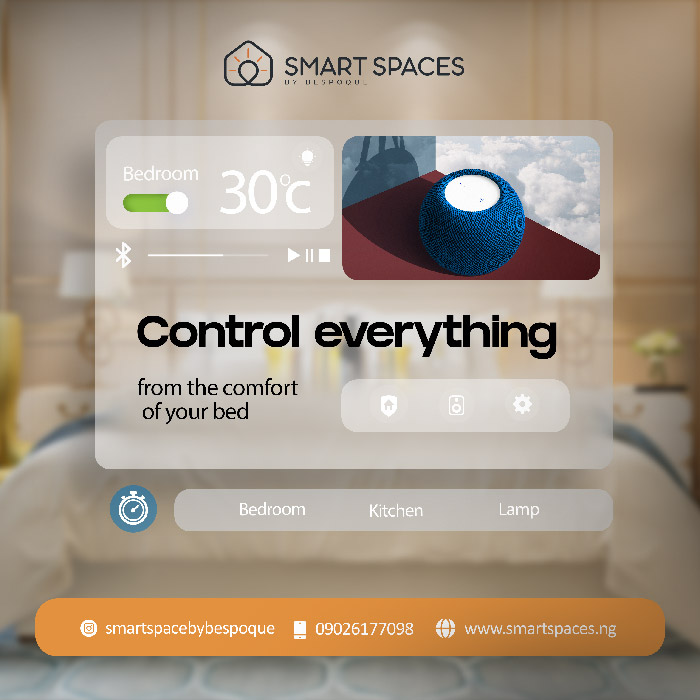 SMART SPACES
BY BESPOQUE
Bedroom
30°c
Control everything
from the comfort
of your bed
Bedroom Kitchen Lamp
smartspacebybespoque 09026177098 www.smartspaces.ng